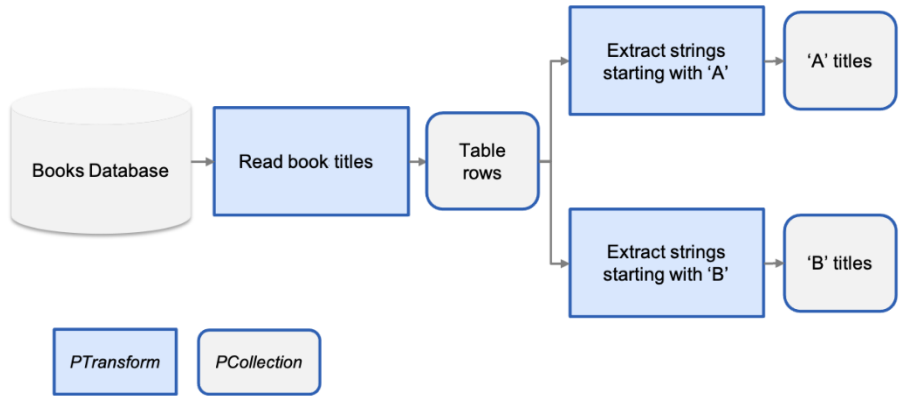 Books Database
Read book titles
Table
rows
Extract strings
starting with ‘A’
‘A’ titles
Extract strings
starting with ‘B’
‘B’ titles
PTransform
PCollection